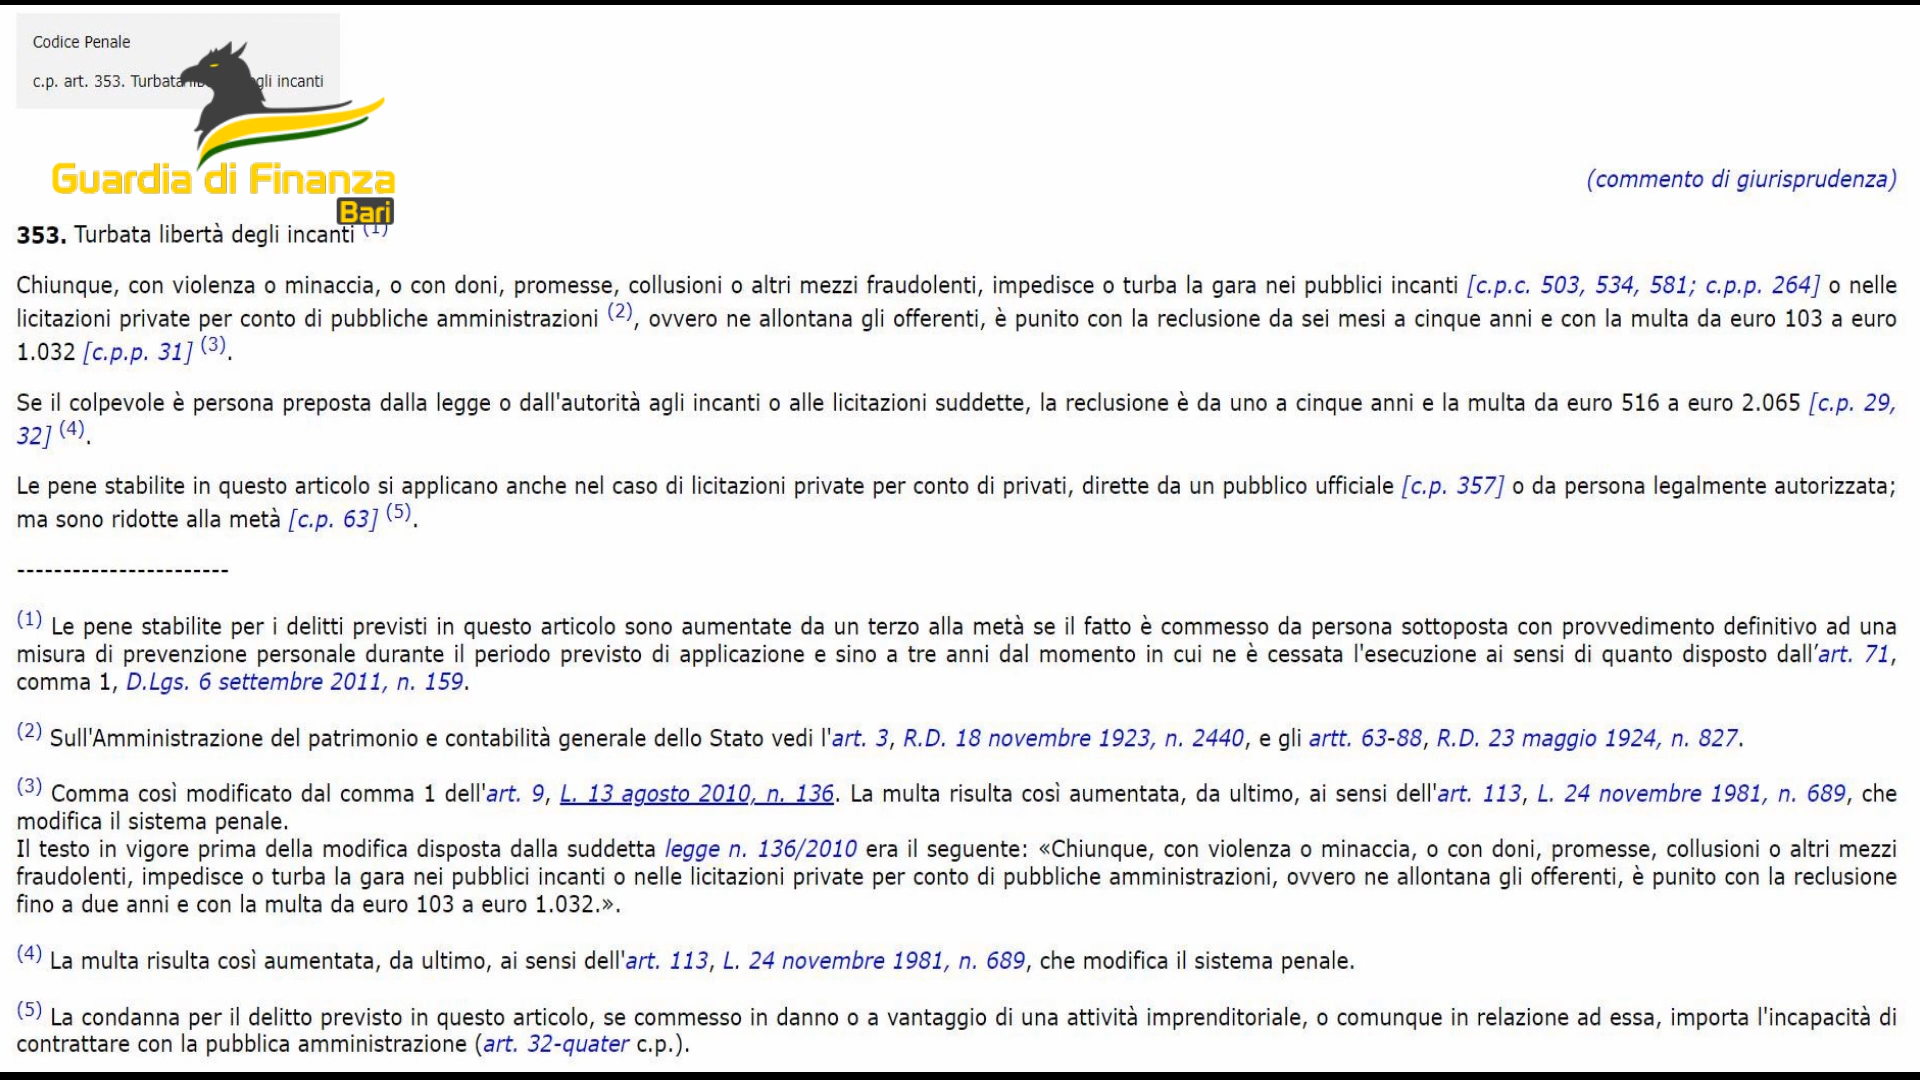 Codice Penale
c.p. art. 353. Turbata gli incanti
Guardia di Finanza
Bari
(commento di giurisprudenza)
353. Turbata libertà degli incanti (1)
Chiunque, con violenza o minaccia, o con doni, promesse, collusioni o altri mezzi fraudolenti, impedisce o turba la gara nei pubblici incanti [c.p.c. 503, 534, 581; c.p.p. 264] o nelle
licitazioni private per conto di pubbliche amministrazioni (2), ovvero ne allontana gli offerenti, è punito con la reclusione da sei mesi a cinque anni e con la multa da euro 103 a euro
1.032 [c.p.p. 31] (3).
Se il colpevole è persona preposta dalla legge o dall'autorità agli incanti o alle licitazioni suddette, la reclusione è da uno a cinque anni e la multa da euro 516 a euro 2.065 [c.p. 29,
32] (4).
Le pene stabilite in questo articolo si applicano anche nel caso di licitazioni private per conto di privati, dirette da un pubblico ufficiale [c.p. 357] o da persona legalmente autorizzata;
ma sono ridotte alla metà [c.p. 63] (5).
-----------------------
(1) Le pene stabilite per i delitti previsti in questo articolo sono aumentate da un terzo alla metà se il fatto è commesso da persona sottoposta con provvedimento definitivo ad una
misura di prevenzione personale durante il periodo previsto di applicazione e sino a tre anni dal momento in cui ne è cessata l'esecuzione ai sensi di quanto disposto dall'art. 71,
comma 1, D.Lgs. 6 settembre 2011, n. 159.
(2) Sull'Amministrazione del patrimonio e contabilità generale dello Stato vedi l'art. 3, R.D. 18 novembre 1923, n. 2440, e gli artt. 63-88, R.D. 23 maggio 1924, n. 827.
(3) Comma così modificato dal comma 1 dell'art. 9, L. 13 agosto 2010, n. 136. La multa risulta così aumentata, da ultimo, ai sensi dell'art. 113, L. 24 novembre 1981, n. 689, che
modifica il sistema penale.
Il testo in vigore prima della modifica disposta dalla suddetta legge n. 136/2010 era il seguente: «Chiunque, con violenza o minaccia, o con doni, promesse, collusioni o altri mezzi
fraudolenti, impedisce o turba la gara nei pubblici incanti o nelle licitazioni private per conto di pubbliche amministrazioni, ovvero ne allontana gli offerenti, è punito con la reclusione
fino a due anni e con la multa da euro 103 a euro 1.032.».
(4) La multa risulta così aumentata, da ultimo, ai sensi dell'art. 113, L. 24 novembre 1981, n. 689, che modifica il sistema penale.
(5) La condanna per il delitto previsto in questo articolo, se commesso in danno o a vantaggio di una attività imprenditoriale, o comunque in relazione ad essa, importa l'incapacità di
contrattare con la pubblica amministrazione (art. 32-quater c.p.).